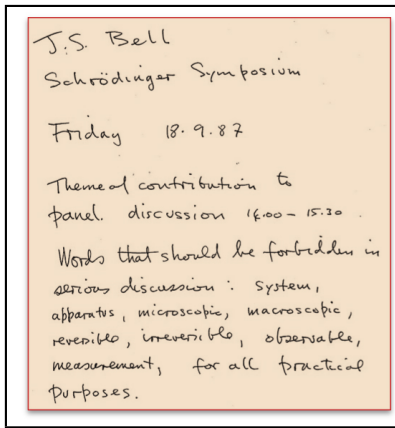 J.S. Bell
Schrödinger Symposium
Friday 18.9.87
Theme of contribution to
panel. discussion 14.00 – 15.30.
Words that should be forbidden in
serious discussion : system,
apparatus, microscopic, macroscopic,
reversible, irreversible, observable,
measurement, for all practical
purposes.